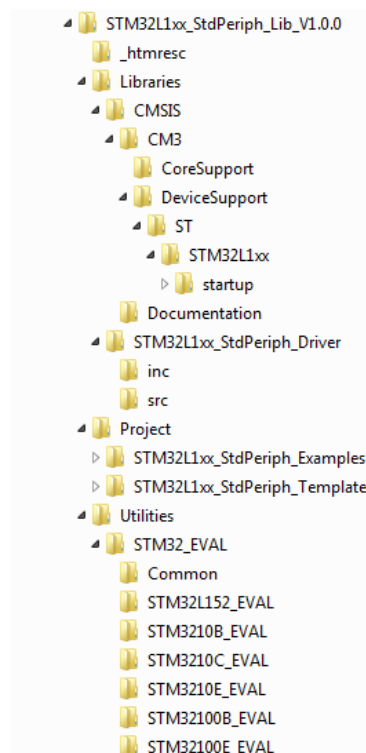 STM32L1xx_StdPeriph_Lib_V1.0.0
_htmresc
Libraries
CMSIS
CM3
CoreSupport
DeviceSupport
ST
STM32L1xx
startup
Documentation
STM32L1xx_StdPeriph_Driver
inc
src
Project
STM32L1xx_StdPeriph_Examples
STM32L1xx_StdPeriph_Template
Utilities
STM32_EVAL
Common
STM32L152_EVAL
STM3210B_EVAL
STM3210C_EVAL
STM3210E_EVAL
STM32100B_EVAL
STM32100E_EVAL